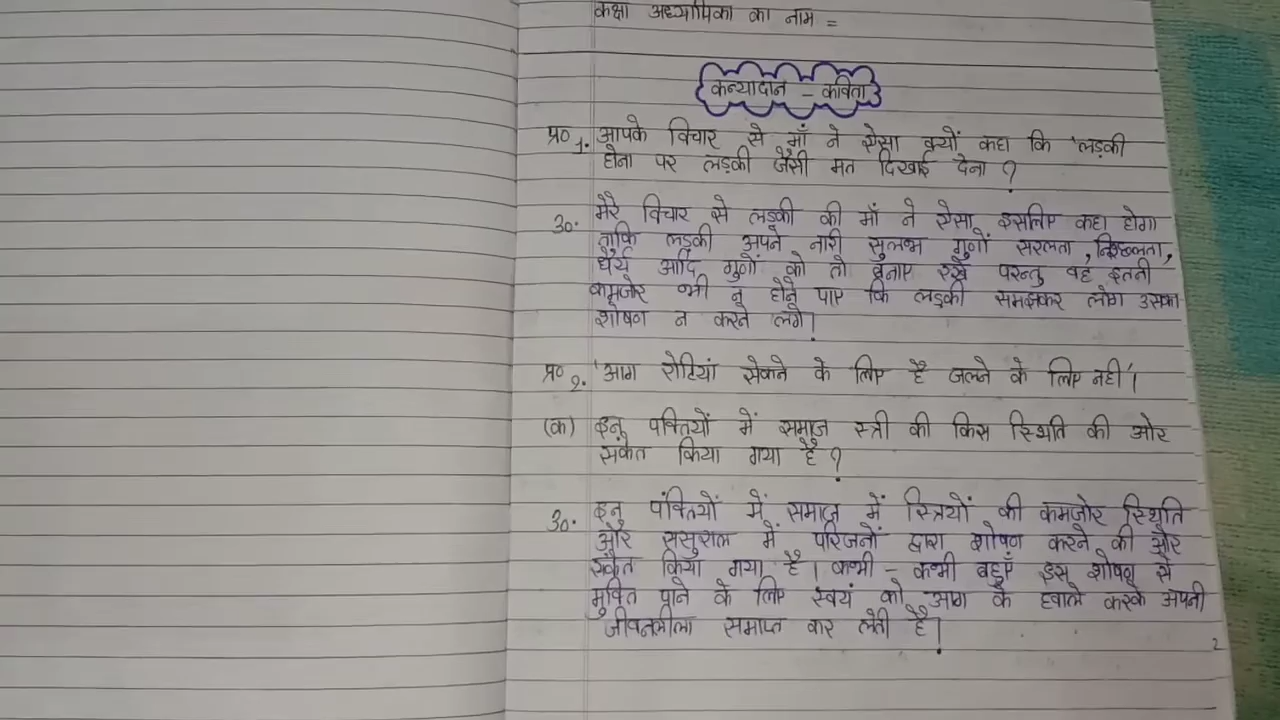 कक्षा अध्यापिका का नाम =
कन्यादान - कविता
प्र० 1. आपके विचार से माँ ने ऐसा क्यों कहा कि 'लड़की
होना पर लड़की जैसी मत दिखाई देना ?
उ०. मेरे विचार से लड़की की माँ ने ऐसा इसलिए कहा होगा
ताकि लड़की अपने नारी सुलभ गुणों सरलता, निश्छलता,
धैर्य आदि गुणों को तो बनाए रखे परन्तु वह इतनी
कमजोर भी न होने पाए कि लड़की समझकर लोग उसका
शोषण न करने लगे।
प्र० 2. 'आग रोटियां सेकने के लिए है जलने के लिए नही'।
(क) इन पक्तियों में समाज स्त्री की किस स्थिति की ओर
संकेत किया गया है ?
उ०. इन पंक्तियों में समाज में स्त्रियों की कमजोर स्थिति
और ससुराल में परिजनों द्वारा शोषण करने की ओर
संकेत किया गया है। कभी - कभी बहुएँ इस शोषण से
मुक्ति पाने के लिए स्वयं को आग के हवाले करके अपनी
जीवनलीला समाप्त कर लेती है।
2